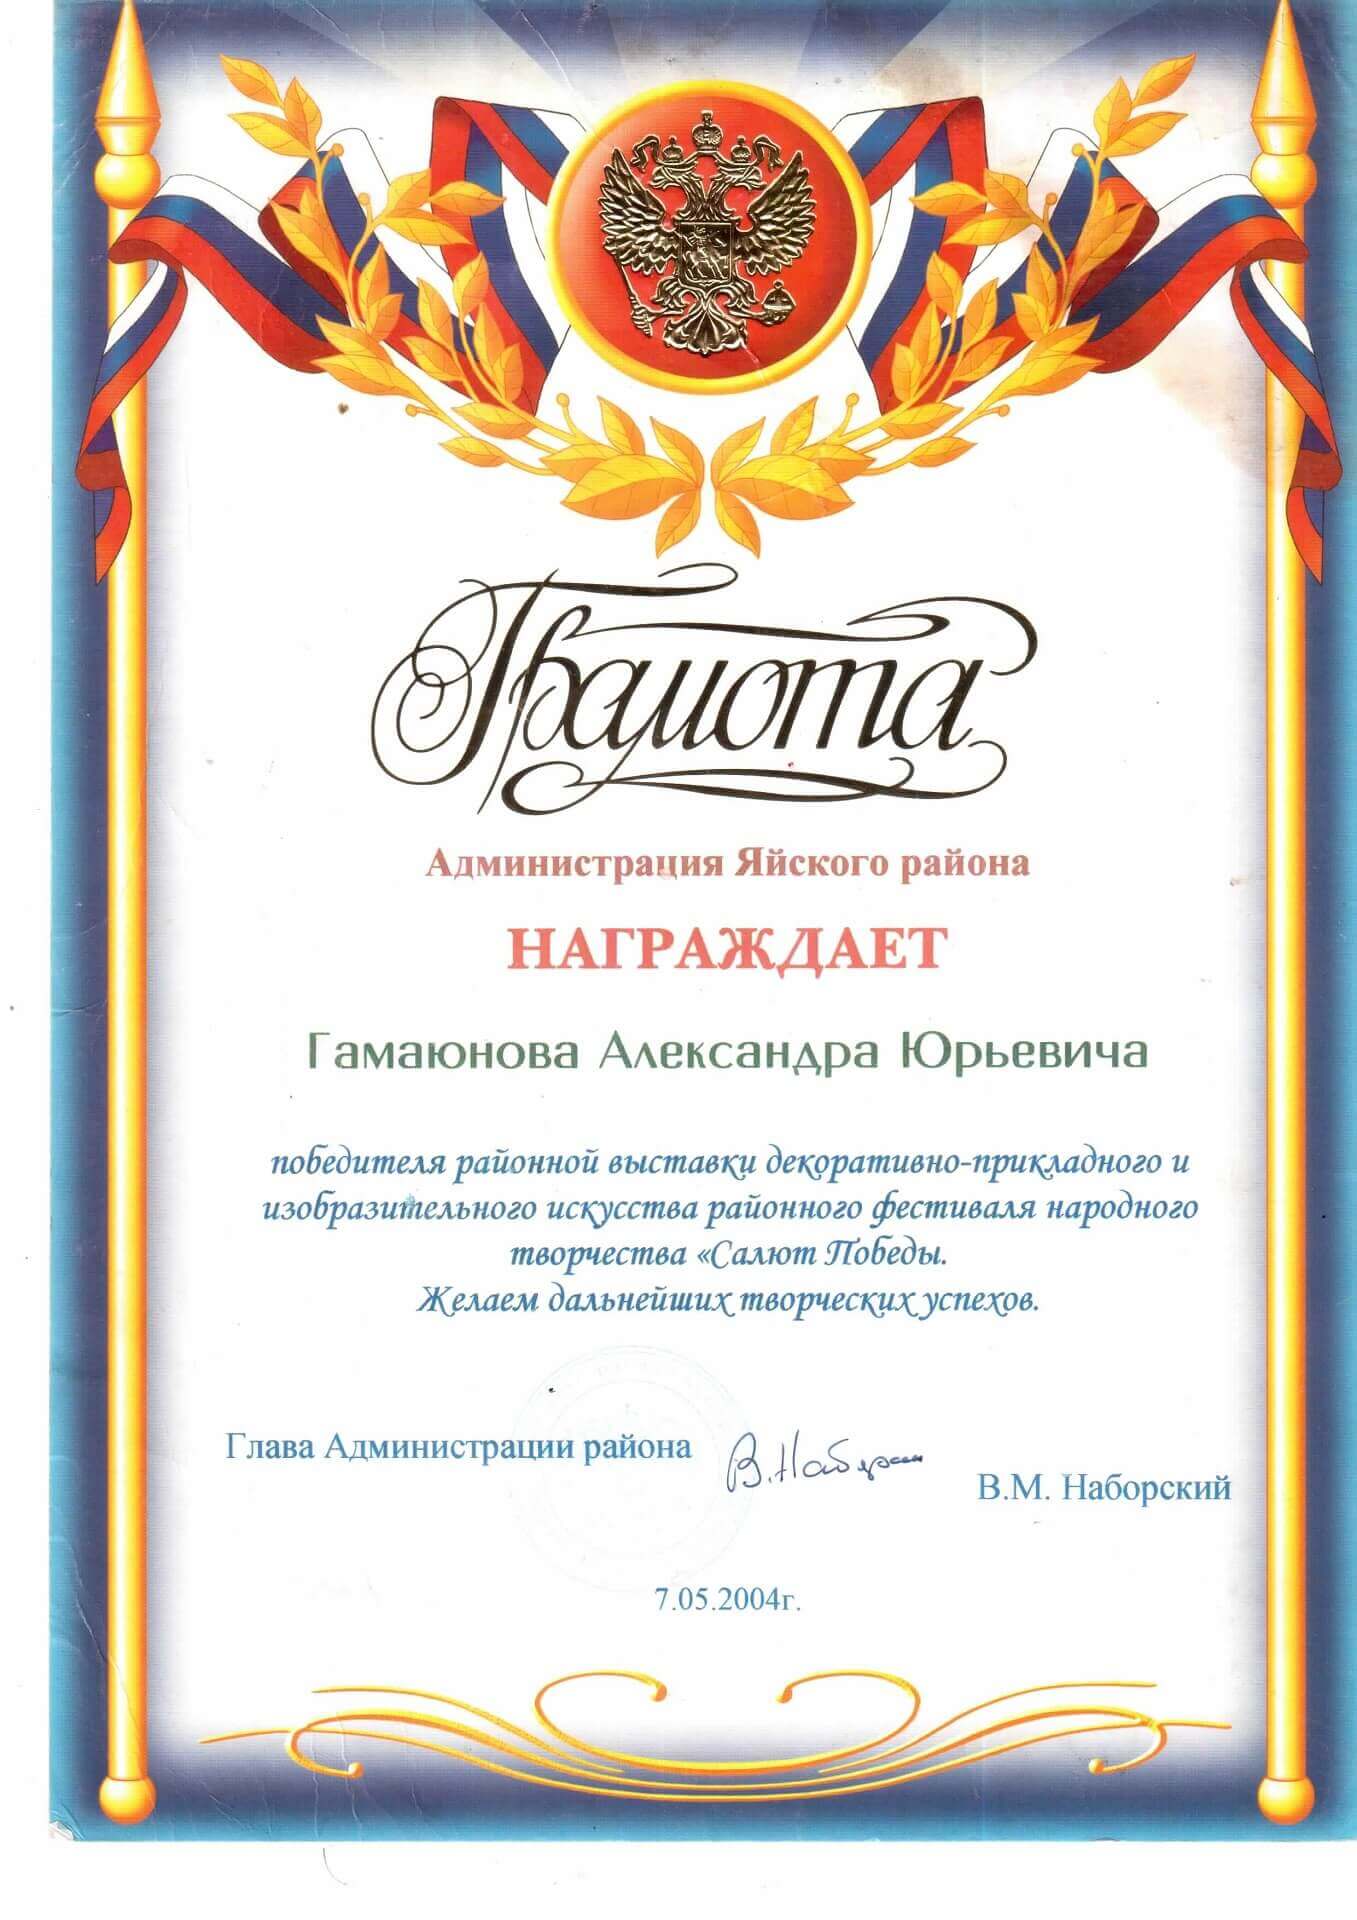 Грамота
Администрация Яйского района
НАГРАЖДАЕТ
Гамаюнова Александра Юрьевича
победителя районной выставки декоративно-прикладного и
изобразительного искусства районного фестиваля народного
творчества «Салют Победы.
Желаем дальнейших творческих успехов.
Глава Администрации района
В.М. Наборский
7.05.2004г.